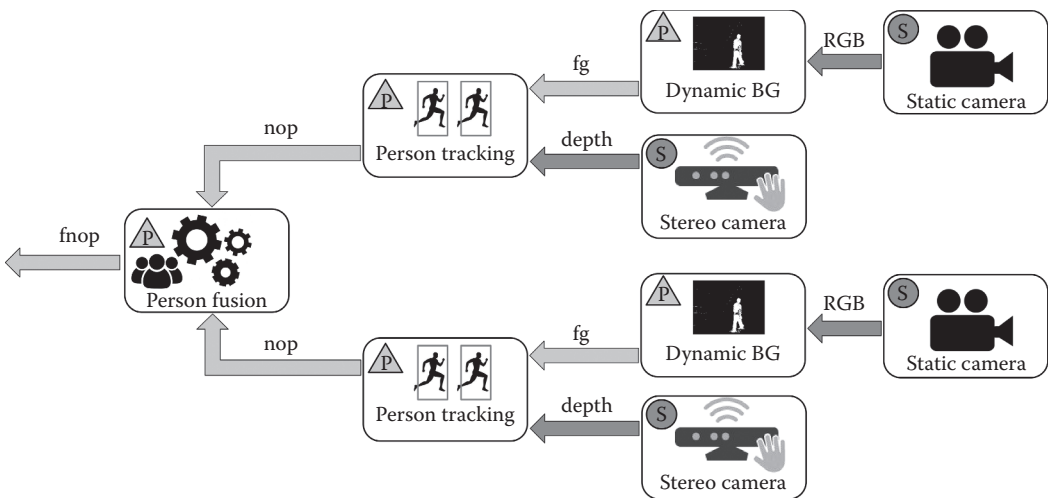 P
RGB
S
fg
Dynamic BG
Static camera
P
nop
depth
S
Person tracking
Stereo camera
fnop
P
Person fusion
P
RGB
S
fg
Dynamic BG
Static camera
nop
P
depth
S
Person tracking
Stereo camera